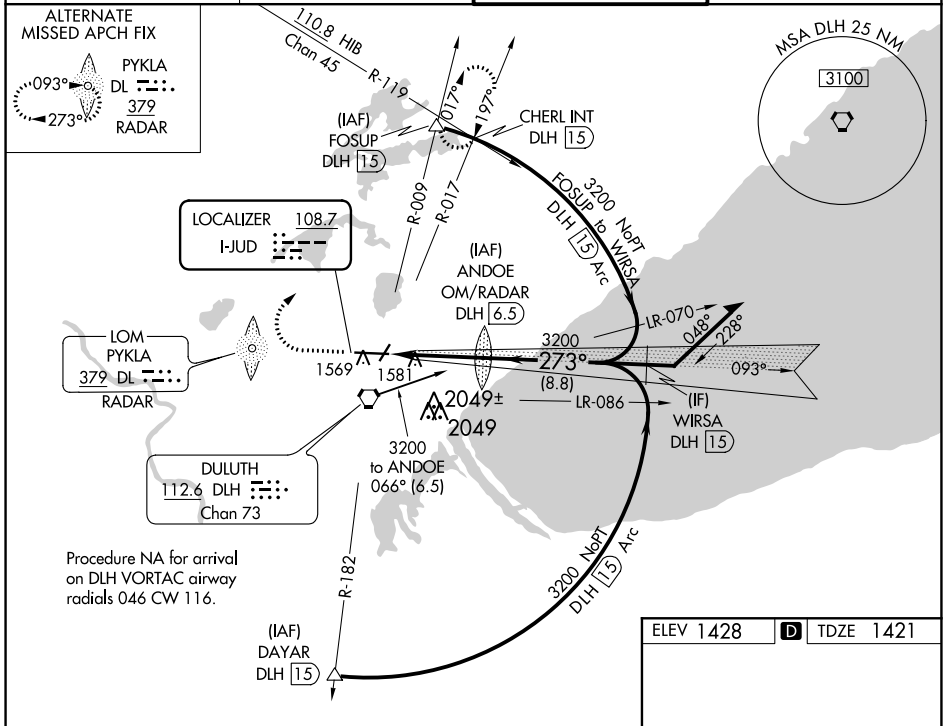 ALTERNATE
MISSED APCH FIX
093°
273°
PYKLA
DL
379
RADAR
110.8 HIB
Chan 45
R-119
017°
197°
(IAF)
FOSUP
DLH 15
CHERL INT
DLH 15
MSA DLH 25 NM
3100
R-009
R-017
3200 NoPT
FOSUP to WIRSA
DLH 15 Arc
LOCALIZER 108.7
I-JUD
(IAF)
ANDOE
OM/RADAR
DLH 6.5
LOM
PYKLA
379 DL
RADAR
1569
1581
3200
273°
(8.8)
LR-070
048°
228°
093°
LR-086
(IF)
WIRSA
DLH 15
2049±
2049
3200
to ANDOE
066° (6.5)
DULUTH
112.6 DLH
Chan 73
Procedure NA for arrival
on DLH VORTAC airway
radials 046 CW 116.
R-182
3200 NoPT
DLH 15 Arc
(IAF)
DAYAR
DLH 15
ELEV 1428 D TDZE 1421